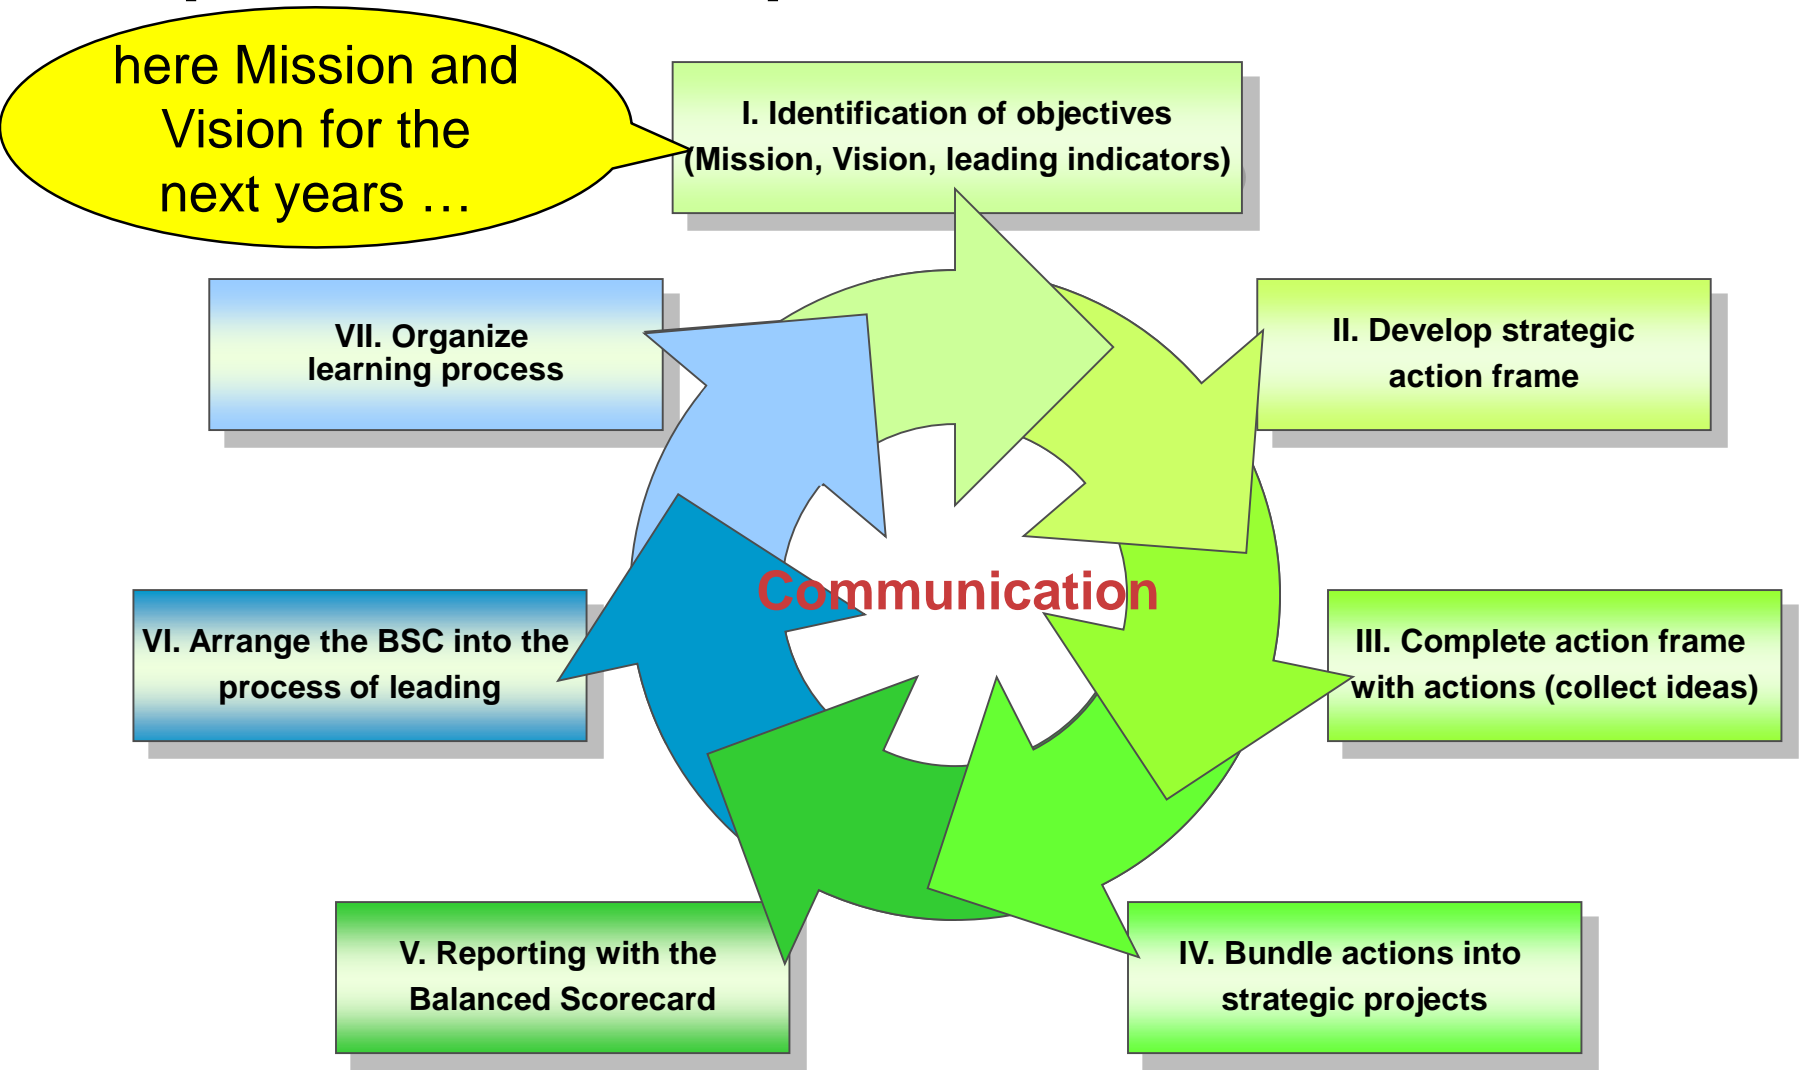 here Mission and
Vision for the
next years …
I. Identification of objectives
(Mission, Vision, leading indicators)
VII. Organize
learning process
II. Develop strategic
action frame
Communication
VI. Arrange the BSC into the
process of leading
III. Complete action frame
with actions (collect ideas)
V. Reporting with the
Balanced Scorecard
IV. Bundle actions into
strategic projects